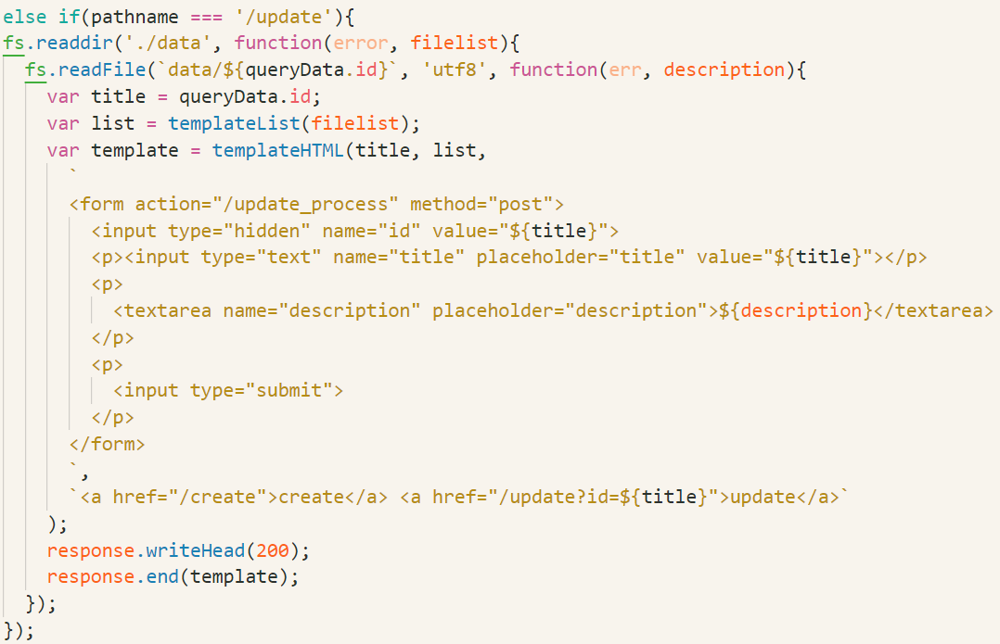 else if(pathname === '/update'){
fs.readdir('./data', function(error, filelist){
  fs.readFile(`data/${queryData.id}`, 'utf8', function(err, description){
    var title = queryData.id;
    var list = templateList(filelist);
    var template = templateHTML(title, list,
      `
      <form action="/update_process" method="post">
        <input type="hidden" name="id" value="${title}">
        <p><input type="text" name="title" placeholder="title" value="${title}"></p>
        <p>
          <textarea name="description" placeholder="description">${description}</textarea>
        </p>
        <p>
          <input type="submit">
        </p>
      </form>
      `,
      `<a href="/create">create</a> <a href="/update?id=${title}">update</a>`
    );
    response.writeHead(200);
    response.end(template);
  });
});